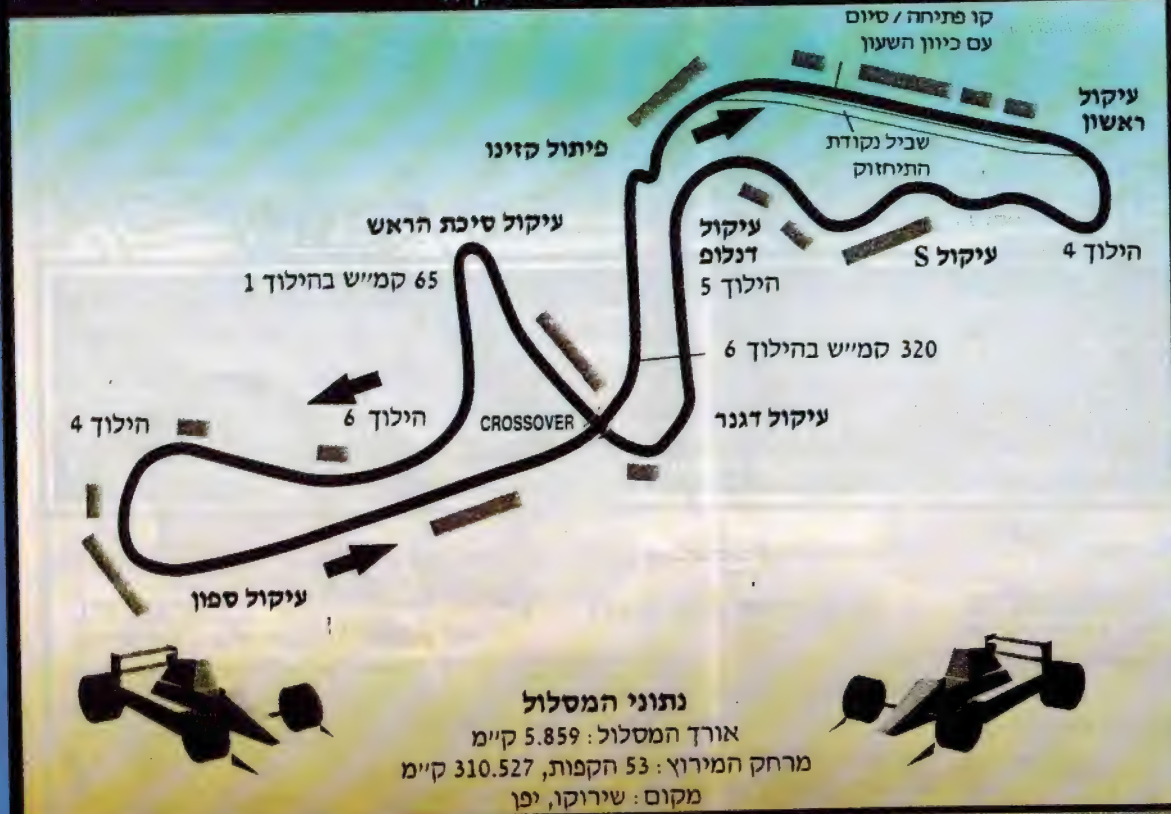 קו פתיחה / סיום
עם כיוון השעון
עיקול
ראשון
פיתול קזינו
שביל נקודת
התיחזוק
עיקול סיכת הראש
עיקול
דנלופ
הילוך 5
עיקול S
הילוך 4
65 קמ״ש בהילוך 1
320 קמ״ש בהילוך 6
הילוך 4
הילוך 6
CROSSOVER
עיקול דגנר
עיקול ספון
נתוני המסלול
אורך המסלול: 5.859 ק״מ
מרחק המירוץ: 53 הקפות, 310.527 ק״מ
מקום: שירוקו, יפן